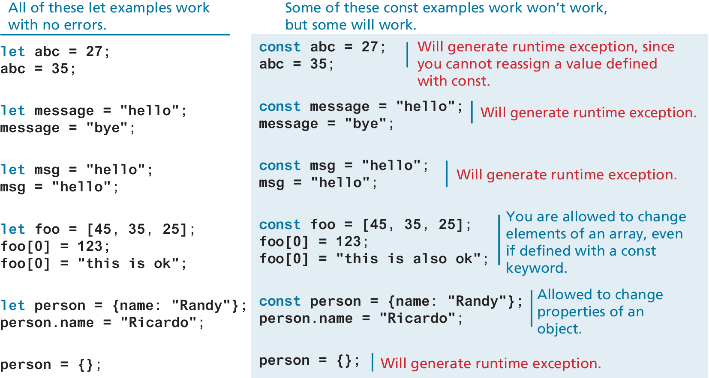 All of these let examples work
with no errors.
let abc = 27;
abc = 35;
let message = "hello";
message = "bye";
let msg = "hello";
msg = "hello";
let foo = [45, 35, 25];
foo[0] = 123;
foo[0] = "this is ok";
let person = {name: "Randy"};
person.name = "Ricardo";
person = {};
Some of these const examples work won't work,
but some will work.
const abc = 27;
abc = 35;
Will generate runtime exception, since
you cannot reassign a value defined
with const.
const message = "hello";
message = "bye";
Will generate runtime exception.
const msg = "hello";
msg = "hello";
Will generate runtime exception.
const foo = [45, 35, 25];
foo[0] = 123;
foo[0] = "this is also ok";
You are allowed to change
elements of an array, even
if defined with a const
keyword.
const person = {name: "Randy"};
person.name = "Ricardo";
Allowed to change
properties of an
object.
person = {};
Will generate runtime exception.